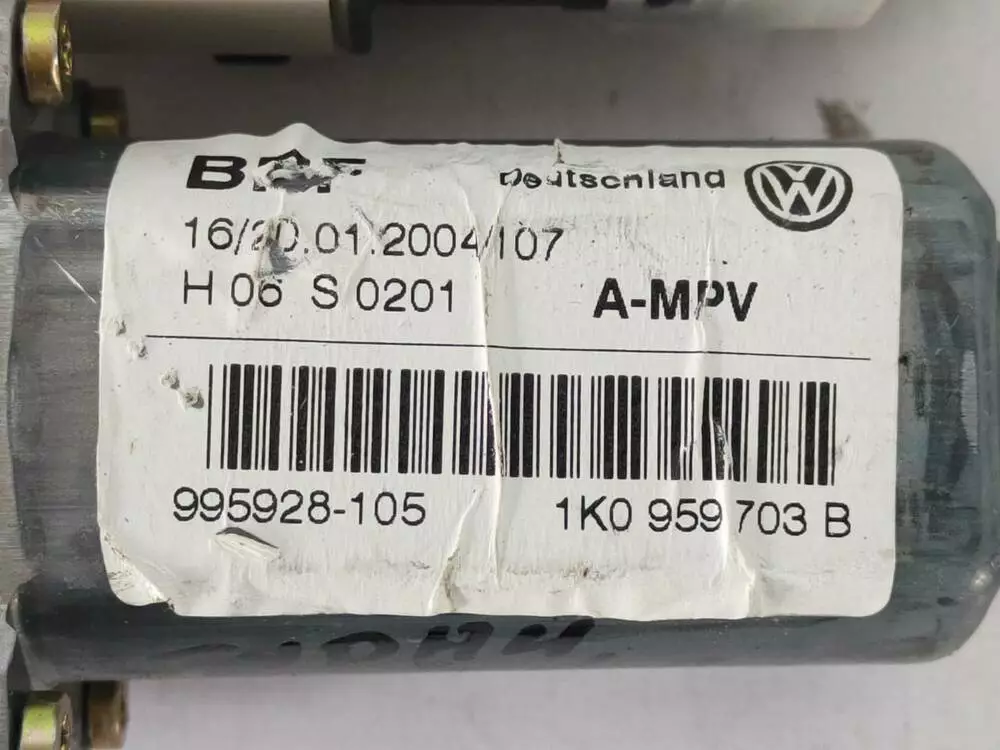 Deutschland
16/20.01.2004/107
H 06 S 0201
A-MPV
995928-105
1K0 959 703 B